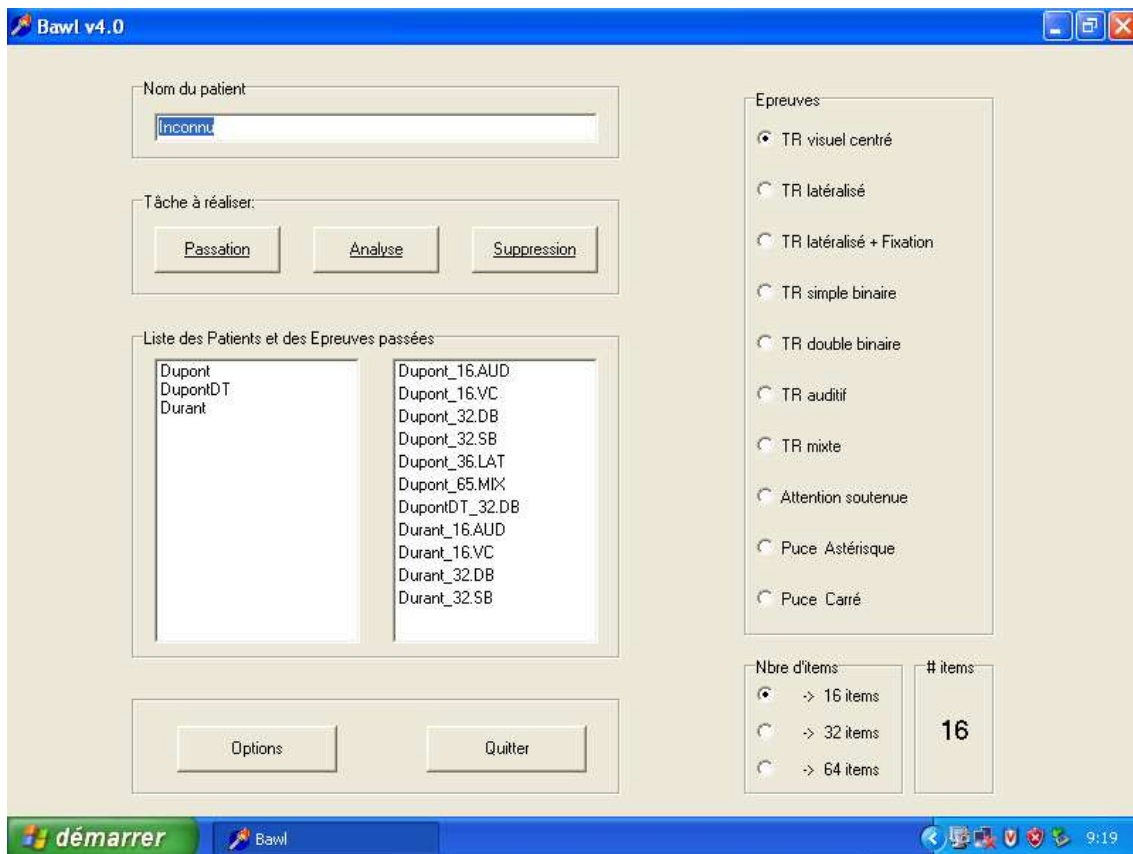 Bawl v4.0
Nom du patient
Inconnu
Tâche à réaliser:
Passation Analyse Suppression
Liste des Patients et des Epreuves passées
Dupont
DupontDT
Durant
Dupont_16.AUD
Dupont_16.VC
Dupont_32.DB
Dupont_32.SB
Dupont_36.LAT
Dupont_65.MIX
DupontDT_32.DB
Durant_16.AUD
Durant_16.VC
Durant_32.DB
Durant_32.SB
Options Quitter
Epreuves
TR visuel centré
TR latéralisé
TR latéralisé + Fixation
TR simple binaire
TR double binaire
TR auditif
TR mixte
Attention soutenue
Puce Astérisque
Puce Carré
Nbre d'items
-> 16 items
-> 32 items
-> 64 items
# items
16
démarrer Bawl 9:19